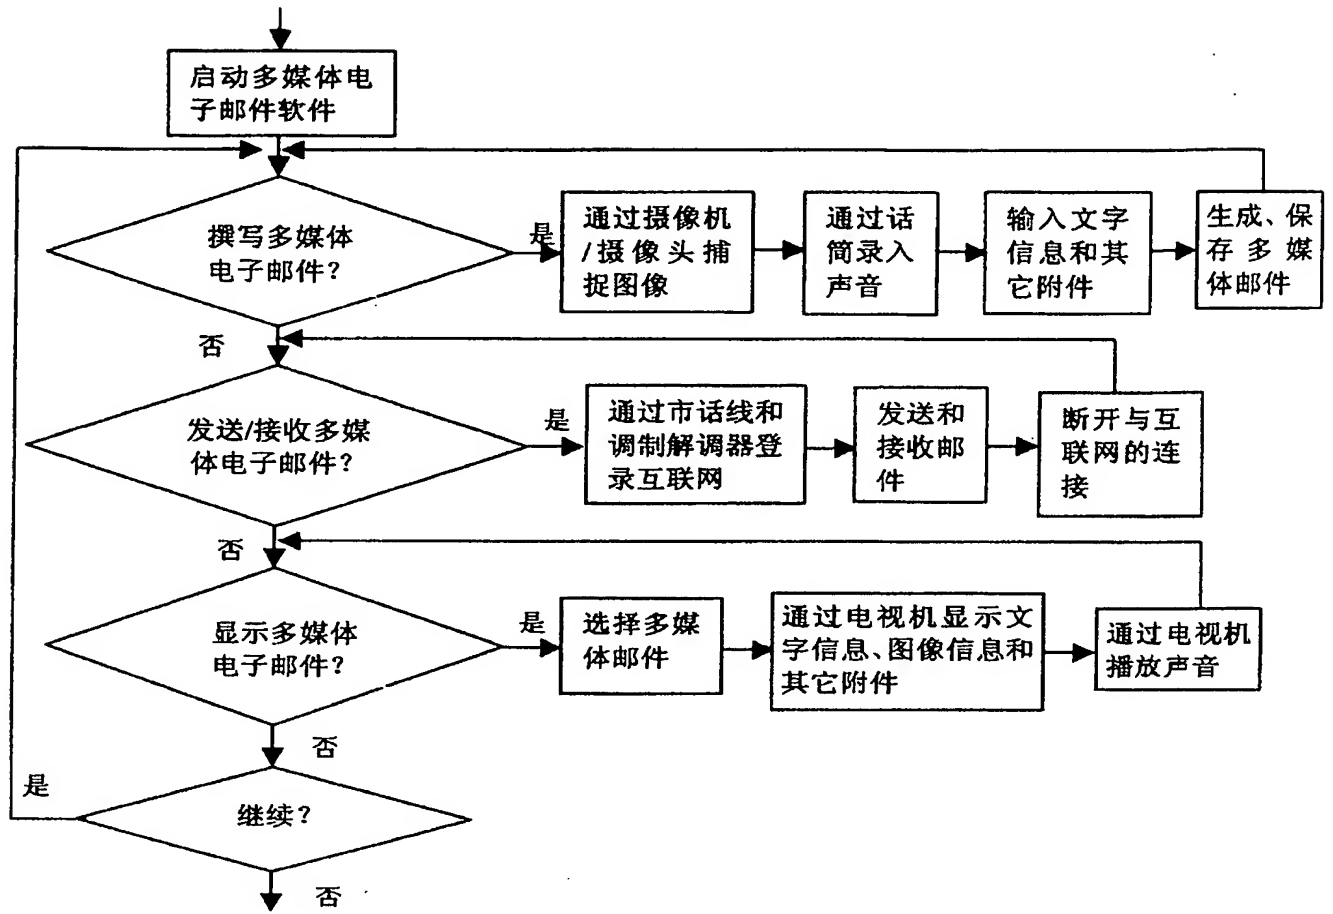 启动多媒体电
子邮件软件
撰写多媒体
电子邮件？
是
通过摄像机
/摄像头捕
捉图像
通过话
筒录入
声音
输入文字
信息和其
它附件
生成、保
存多媒
体邮件
否
发送/接收多媒
体电子邮件？
是
通过市话线和
调制解调器登
录互联网
发送和
接收邮
件
断开与互
联网的连
接
否
显示多媒体
电子邮件？
是
选择多媒
体邮件
通过电视机显示文
字信息、图像信息和
其它附件
通过电视机
播放声音
否
是
继续？
否